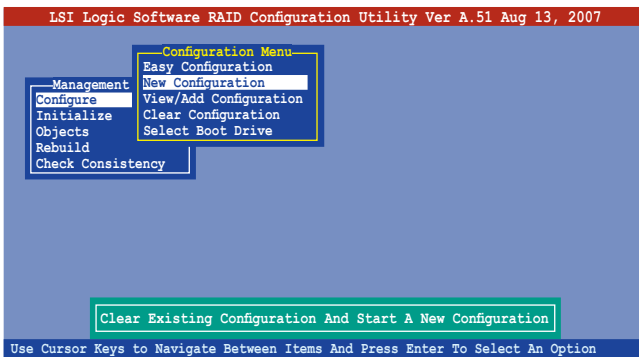 LSI Logic Software RAID Configuration Utility Ver A.51 Aug 13, 2007
Configuration Menu
Easy Configuration
New Configuration
View/Add Configuration
Clear Configuration
Select Boot Drive
Management
Configure
Initialize
Objects
Rebuild
Check Consistency
Clear Existing Configuration And Start A New Configuration
Use Cursor Keys to Navigate Between Items And Press Enter To Select An Option